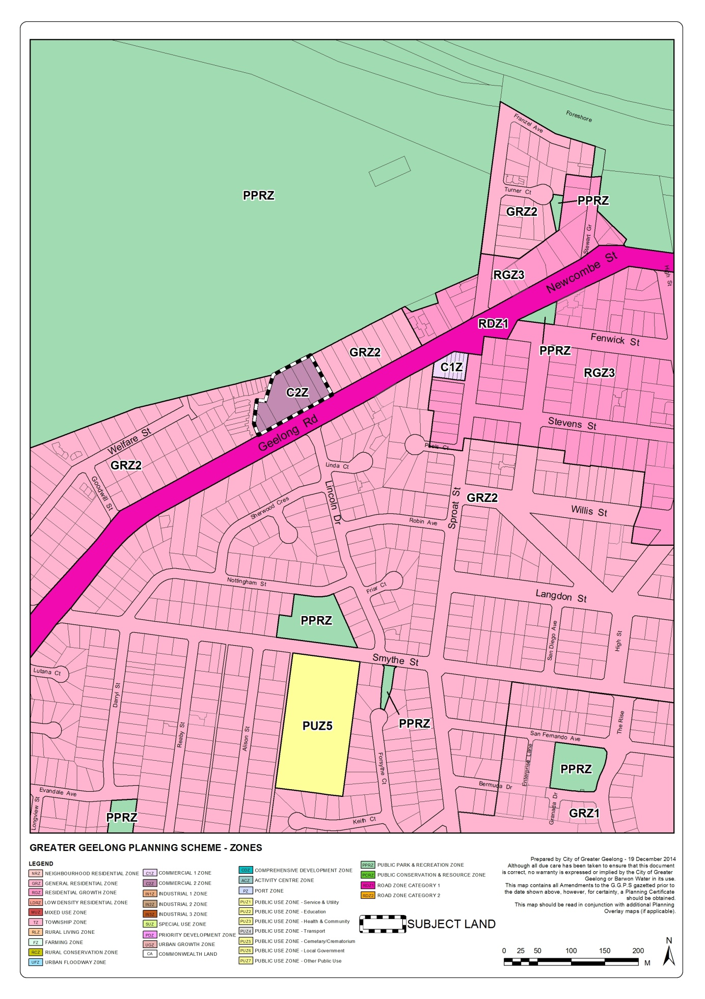 Foreshore
Franzel Ave
PPRZ
Turner Ct
PPRZ
GRZ2
Stewart Gr
Newcombe St
High St
RGZ3
RDZ1
Fenwick St
PPRZ
GRZ2
C1Z
RGZ3
C2Z
Geelong Rd
Stevens St
Welfare St
Peels Ct
GRZ2
Linda Ct
Goodwill St
Lincoln Dr
Sherwood Cres
GRZ2
Sproat St
Willis St
Robin Ave
Nottingham St
Friar Ct
Langdon St
PPRZ
San Diego Ave
High St
Smythe St
Lutana Ct
Darryl St
Reaby St
Alison St
PUZ5
PPRZ
The Rise
San Fernando Ave
Forsythe Ct
Enterprise Lane
PPRZ
Bermuda Dr
Evandale Ave
Longview St
PPRZ
Keith Ct
Granada Dr
GRZ1
GREATER GEELONG PLANNING SCHEME - ZONES
LEGEND
NRZ NEIGHBOURHOOD RESIDENTIAL ZONE
GRZ GENERAL RESIDENTIAL ZONE
RGZ RESIDENTIAL GROWTH ZONE
LDRZ LOW DENSITY RESIDENTIAL ZONE
MUZ MIXED USE ZONE
TZ TOWNSHIP ZONE
RLZ RURAL LIVING ZONE
FZ FARMING ZONE
RCZ RURAL CONSERVATION ZONE
UFZ URBAN FLOODWAY Z0NE
C1Z COMMERCIAL 1 ZONE
C2Z COMMERCIAL 2 ZONE
IN1Z INDUSTRIAL 1 ZONE
IN2Z INDUSTRIAL 2 ZONE
IN3Z INDUSTRIAL 3 ZONE
SUZ SPECIAL USE ZONE
PDZ PRIORITY DEVELOPMENT ZONE
UGZ URBAN GROWTH ZONE
CA COMMONWEALTH LAND
CDZ COMPREHENSIVE DEVELOPMENT ZONE
ACZ ACTIVITY CENTRE ZONE
PZ PORT ZONE
PUZ1 PUBLIC USE ZONE - Service & Utility
PUZ2 PUBLIC USE ZONE - Education
PUZ3 PUBLIC USE ZONE - Health & Community
PUZ4 PUBLIC USE ZONE - Transport
PUZ5 PUBLIC USE ZONE - Cemetary/Crematorium
PUZ6 PUBLIC USE ZONE - Local Government
PUZ7 PUBLIC USE ZONE - Other Public Use
PPRZ PUBLIC PARK & RECREATION ZONE
PCRZ PUBLIC CONSERVATION & RESOURCE ZONE
RDZ1 ROAD ZONE CATEGORY 1
RDZ2 ROAD ZONE CATEGORY 2
SUBJECT LAND
Prepared by City of Greater Geelong - 19 December 2014
Although all due care has been taken to ensure that this document
is correct, no warranty is expressed or implied by the City of Greater
Geelong or Barwon Water in its use.
This map contains all Amendments to the G.G.P.S gazetted prior to
the date shown above, however, for certainty, a Planning Certificate
should be obtained.
This map should be read in conjunction with additional Planning
Overlay maps (if applicable).
N
0 25 50 100 150 200
M